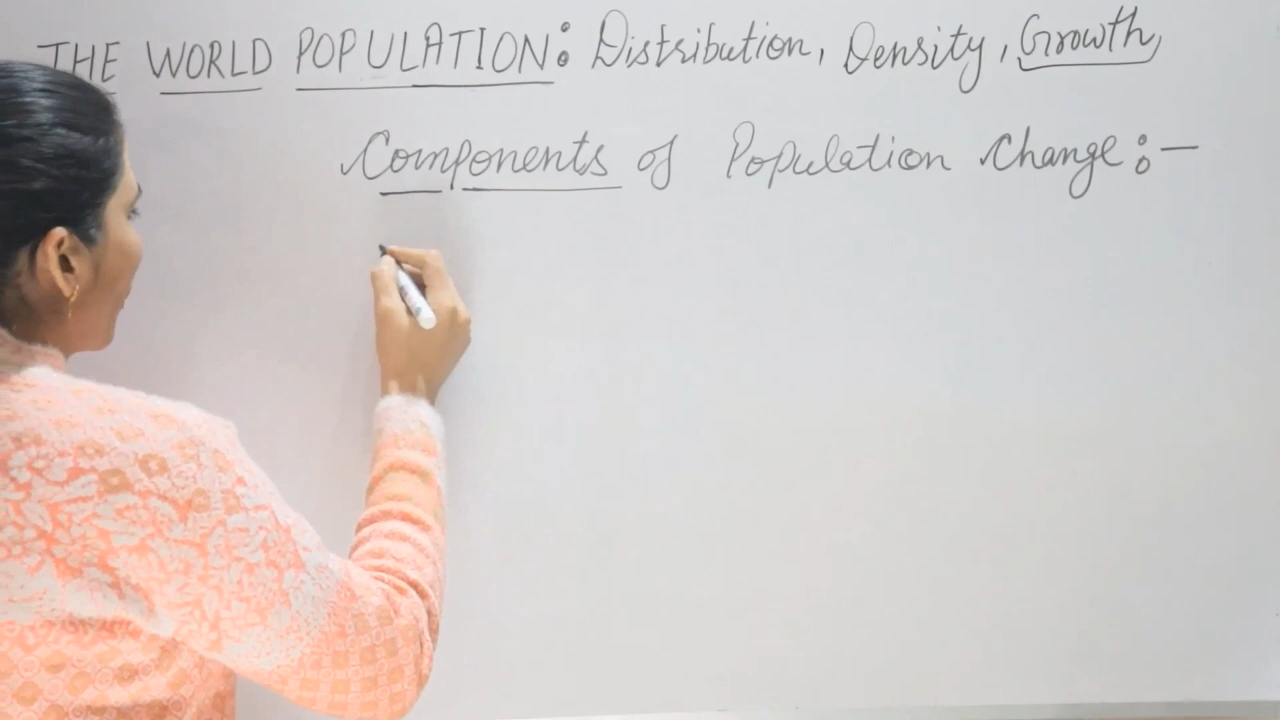 THE WORLD POPULATION: Distribution, Density, Growth,
Components of Population Change:-